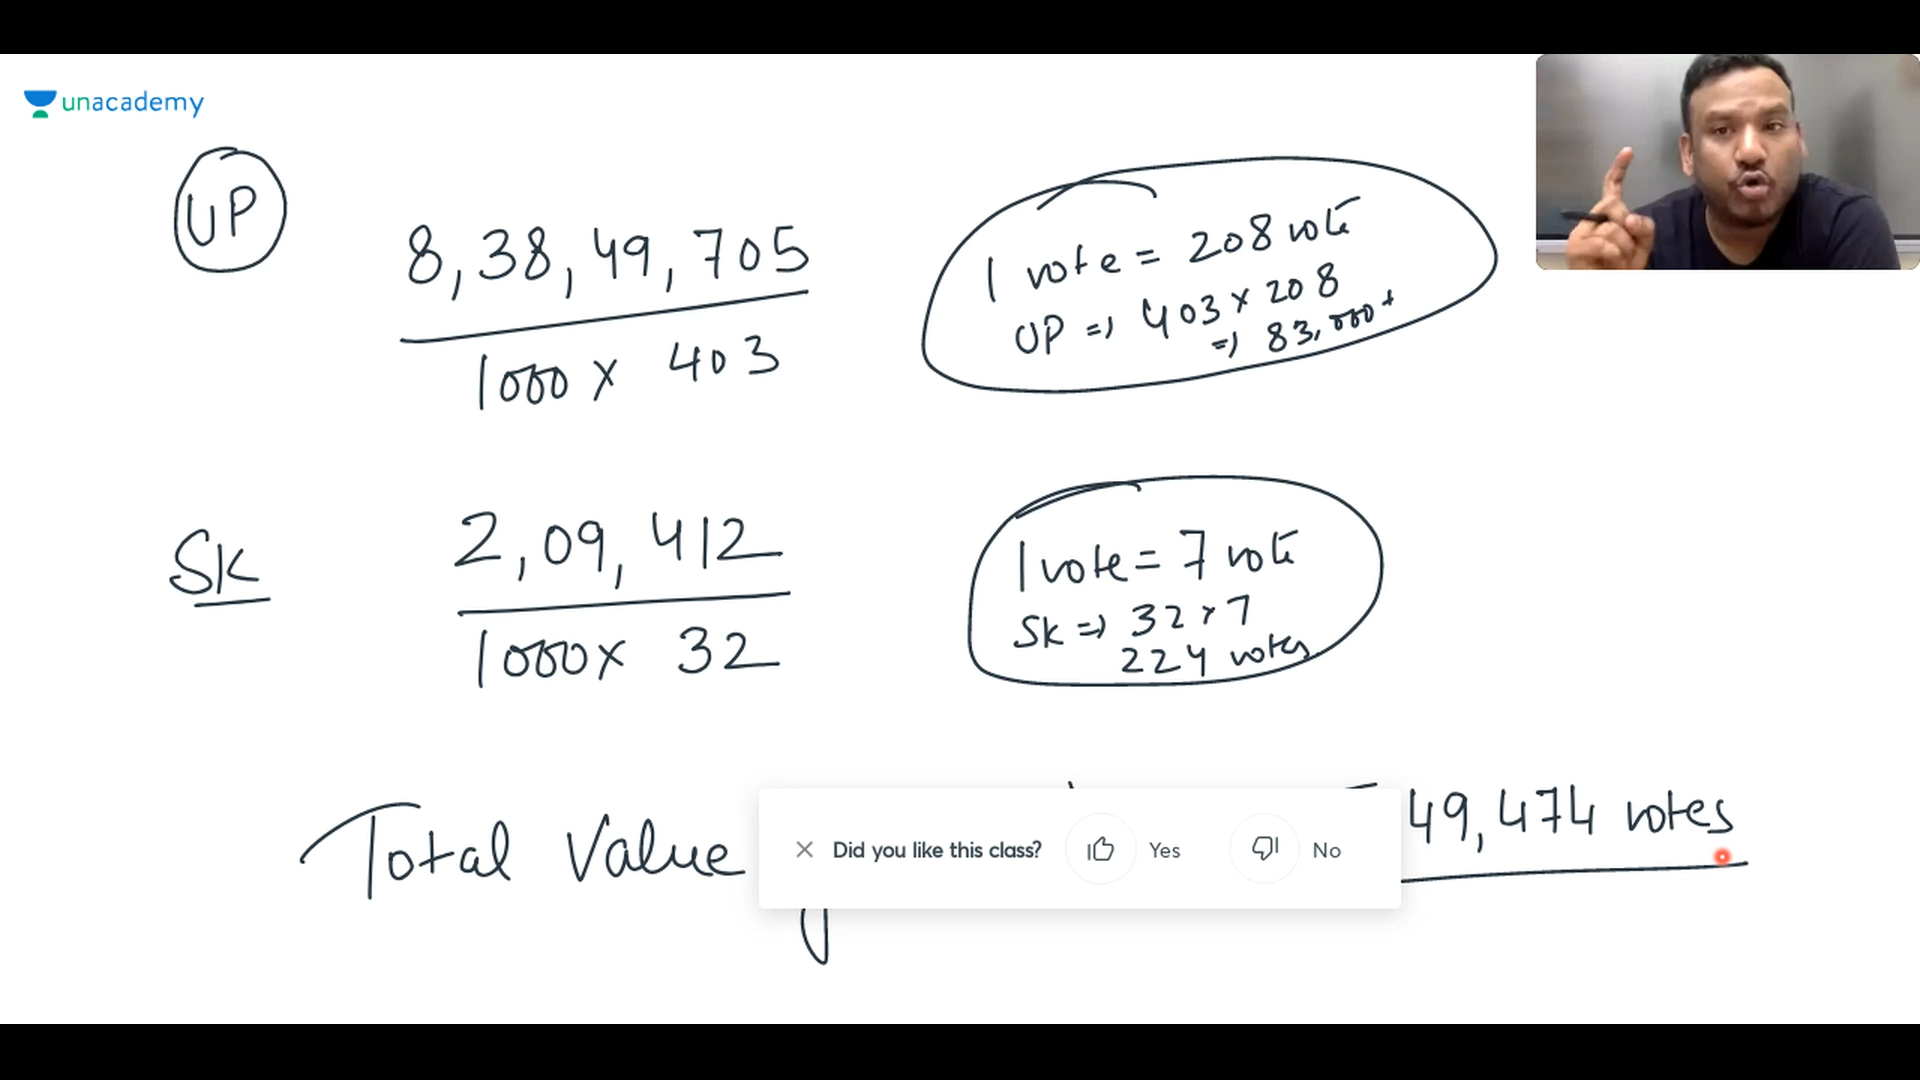 unacademy
UP
8,38,49,705
1000 x 403
1 vote = 208 vote
UP => 403 x 208
=> 83,000+
SK
2,09,412
1000 x 32
1 vote = 7 vote
SK => 32 x 7
224 votes
Total Value 49,474 votes
Did you like this class? Yes No